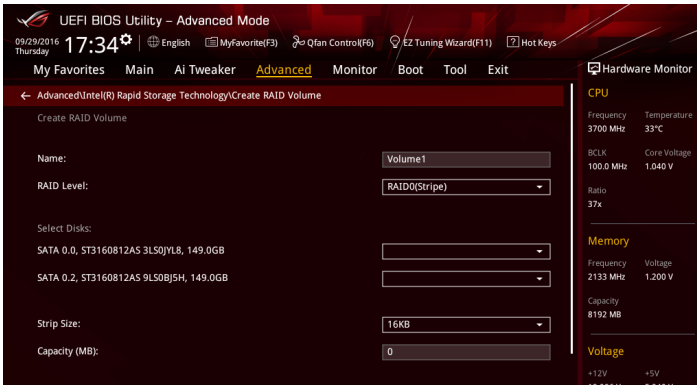 UEFI BIOS Utility – Advanced Mode
09/29/2016 Thursday 17:34 English MyFavorite(F3) Qfan Control(F6) EZ Tuning Wizard(F11) ? Hot Keys
My Favorites Main Ai Tweaker Advanced Monitor Boot Tool Exit
Hardware Monitor
← Advanced\Intel(R) Rapid Storage Technology\Create RAID Volume
Create RAID Volume
Name: Volume1
RAID Level: RAID0(Stripe)
Select Disks:
SATA 0.0, ST3160812AS 3LS0JYL8, 149.0GB
SATA 0.2, ST3160812AS 9LS0BJ5H, 149.0GB
Strip Size: 16KB
Capacity (MB): 0
CPU
Frequency Temperature
3700 MHz 33°C
BCLK Core Voltage
100.0 MHz 1.040 V
Ratio
37x
Memory
Frequency Voltage
2133 MHz 1.200 V
Capacity
8192 MB
Voltage
+12V +5V